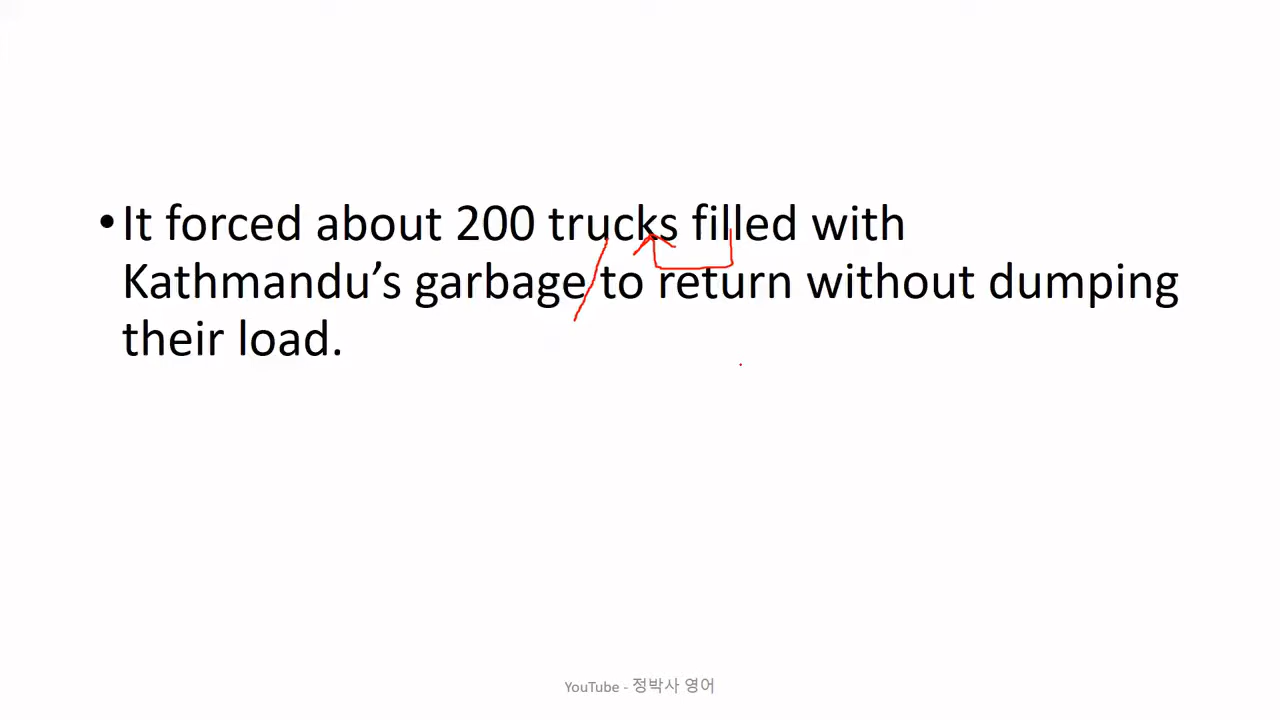 •It forced about 200 trucks filled with
Kathmandu’s garbage to return without dumping
their load.
YouTube - 정박사 영어